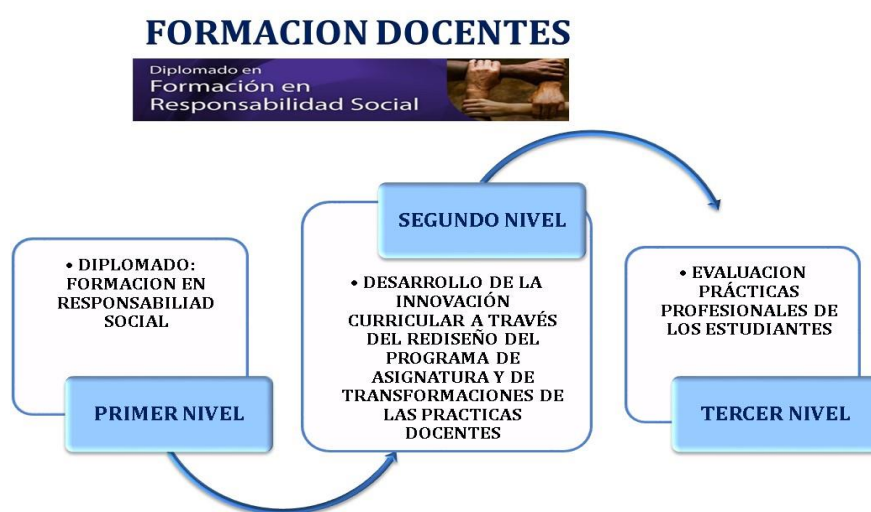 FORMACION DOCENTES
Diplomado en
Formación en
Responsabilidad Social
• DIPLOMADO:
FORMACION EN
RESPONSABILIAD
SOCIAL
PRIMER NIVEL
SEGUNDO NIVEL
• DESARROLLO DE LA
INNOVACIÓN
CURRICULAR A TRAVÉS
DEL REDISEÑO DEL
PROGRAMA DE
ASIGNATURA Y DE
TRANSFORMACIONES DE
LAS PRACTICAS
DOCENTES
• EVALUACION
PRÁCTICAS
PROFESIONALES DE
LOS ESTUDIANTES
TERCER NIVEL